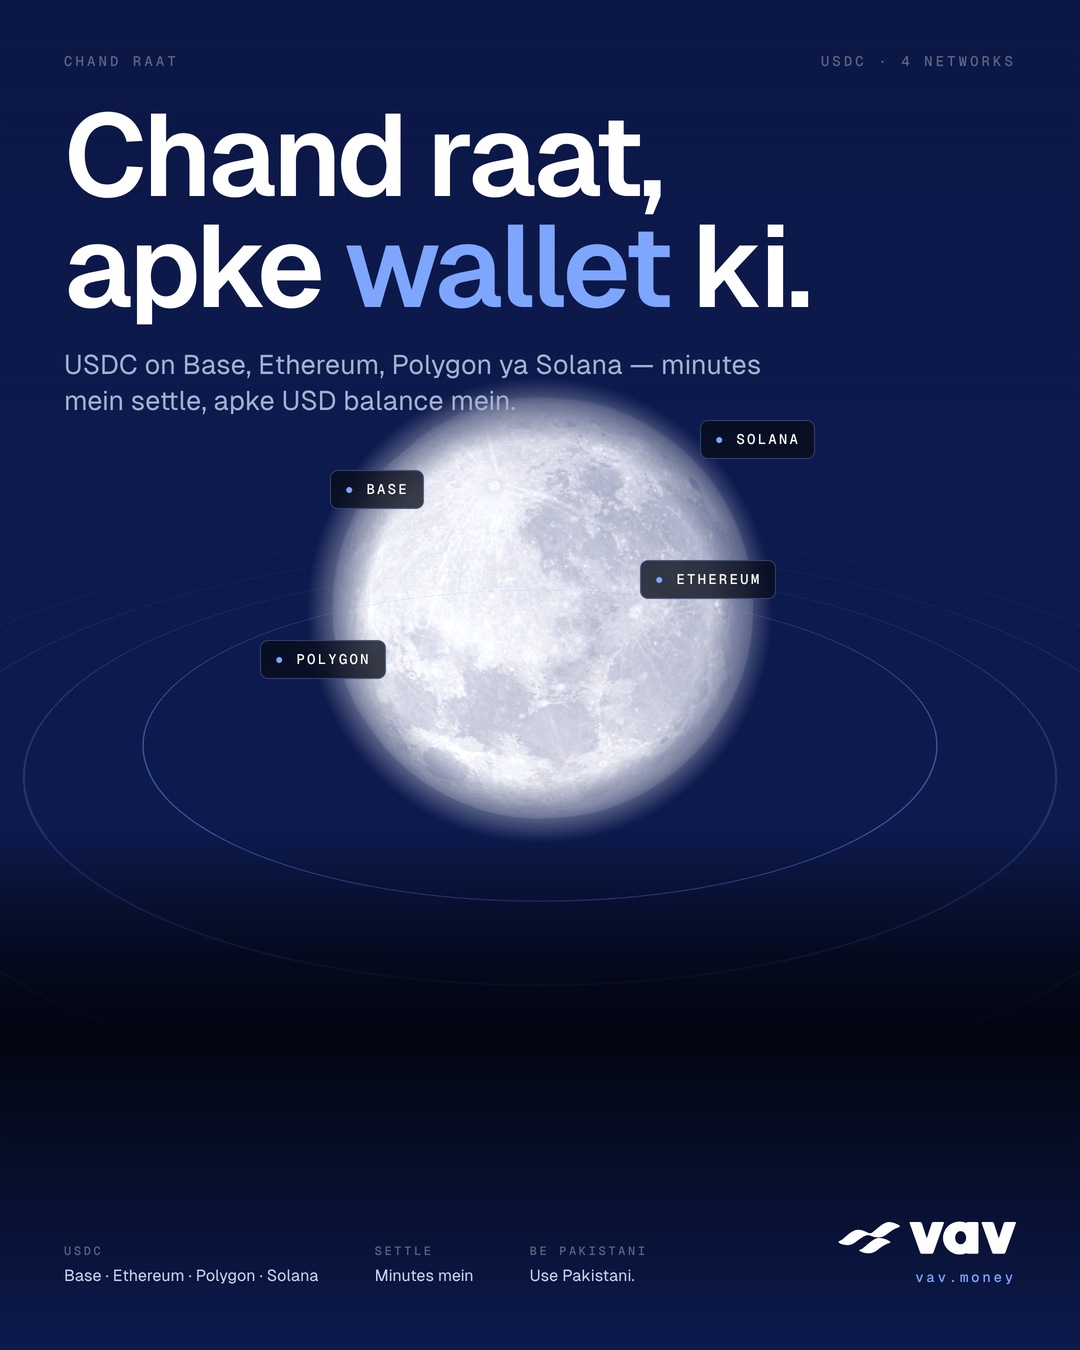 CHAND RAAT
USDC · 4 NETWORKS
Chand raat,
apke wallet ki.
USDC on Base, Ethereum, Polygon ya Solana — minutes
mein settle, apke USD balance mein.
SOLANA
BASE
ETHEREUM
POLYGON
USDC
Base · Ethereum · Polygon · Solana
SETTLE
Minutes mein
BE PAKISTANI
Use Pakistani.
vav
vav.money